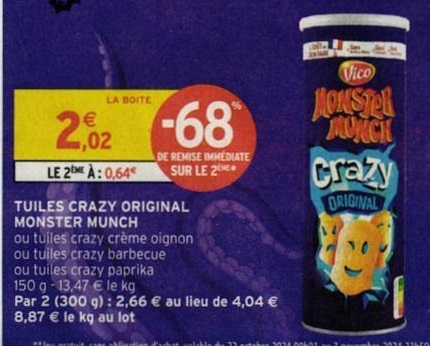 LA BOITE
2,02 €
-68%
DE REMISE IMMÉDIATE
SUR LE 2ÈME*
LE 2ÈME À : 0,64€
TUILES CRAZY ORIGINAL
MONSTER MUNCH
ou tuiles crazy crème oignon
ou tuiles crazy barbecue
ou tuiles crazy paprika
150 g - 13,47 € le kg
Par 2 (300 g) : 2,66 € au lieu de 4,04 €
8,87 € le kg au lot
Vico
MONSTER
MUNCH
Crazy
ORIGINAL